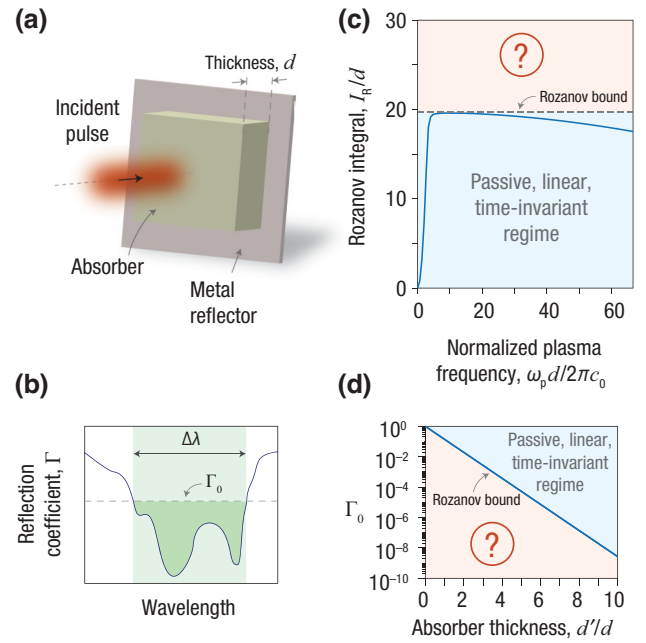 (a)
Thickness, d
Incident
pulse
Absorber
Metal
reflector
(b)
Δλ
Γ0
Reflection
coefficient, Γ
Wavelength
(c)
30
20
10
0
Rozanov integral, IR/d
?
Rozanov bound
Passive, linear,
time-invariant
regime
0 20 40 60
Normalized plasma
frequency, ωpd/2πc0
(d)
10^0
10^−2
10^−4
10^−6
10^−8
10^−10
Γ0
Passive, linear,
time-invariant
regime
Rozanov bound
?
0 2 4 6 8 10
Absorber thickness, d′/d